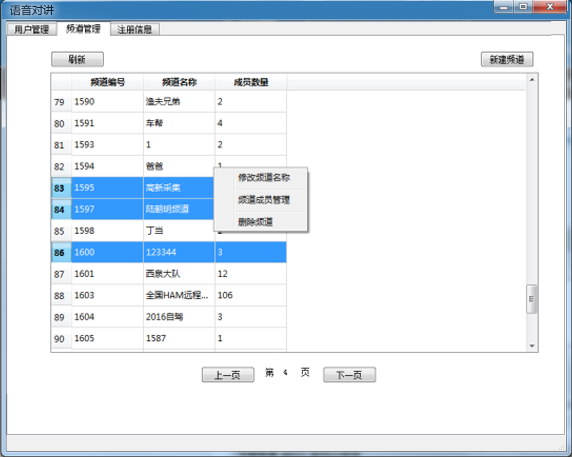 语音对讲
用户管理 频道管理 注册信息
刷新 新建频道
频道编号 频道名称 成员数量
79 1590 渔夫兄弟 2
80 1591 车帮 4
81 1593 1 2
82 1594 爸爸 1
83 1595 高新采集
84 1597 陆朝明频道
85 1598 丁当
86 1600 123344 3
87 1601 西泉大队 12
88 1603 全国HAM远程... 106
89 1604 2016自驾 3
90 1605 1587 1
修改频道名称
频道成员管理
删除频道
上一页 第 4 页 下一页